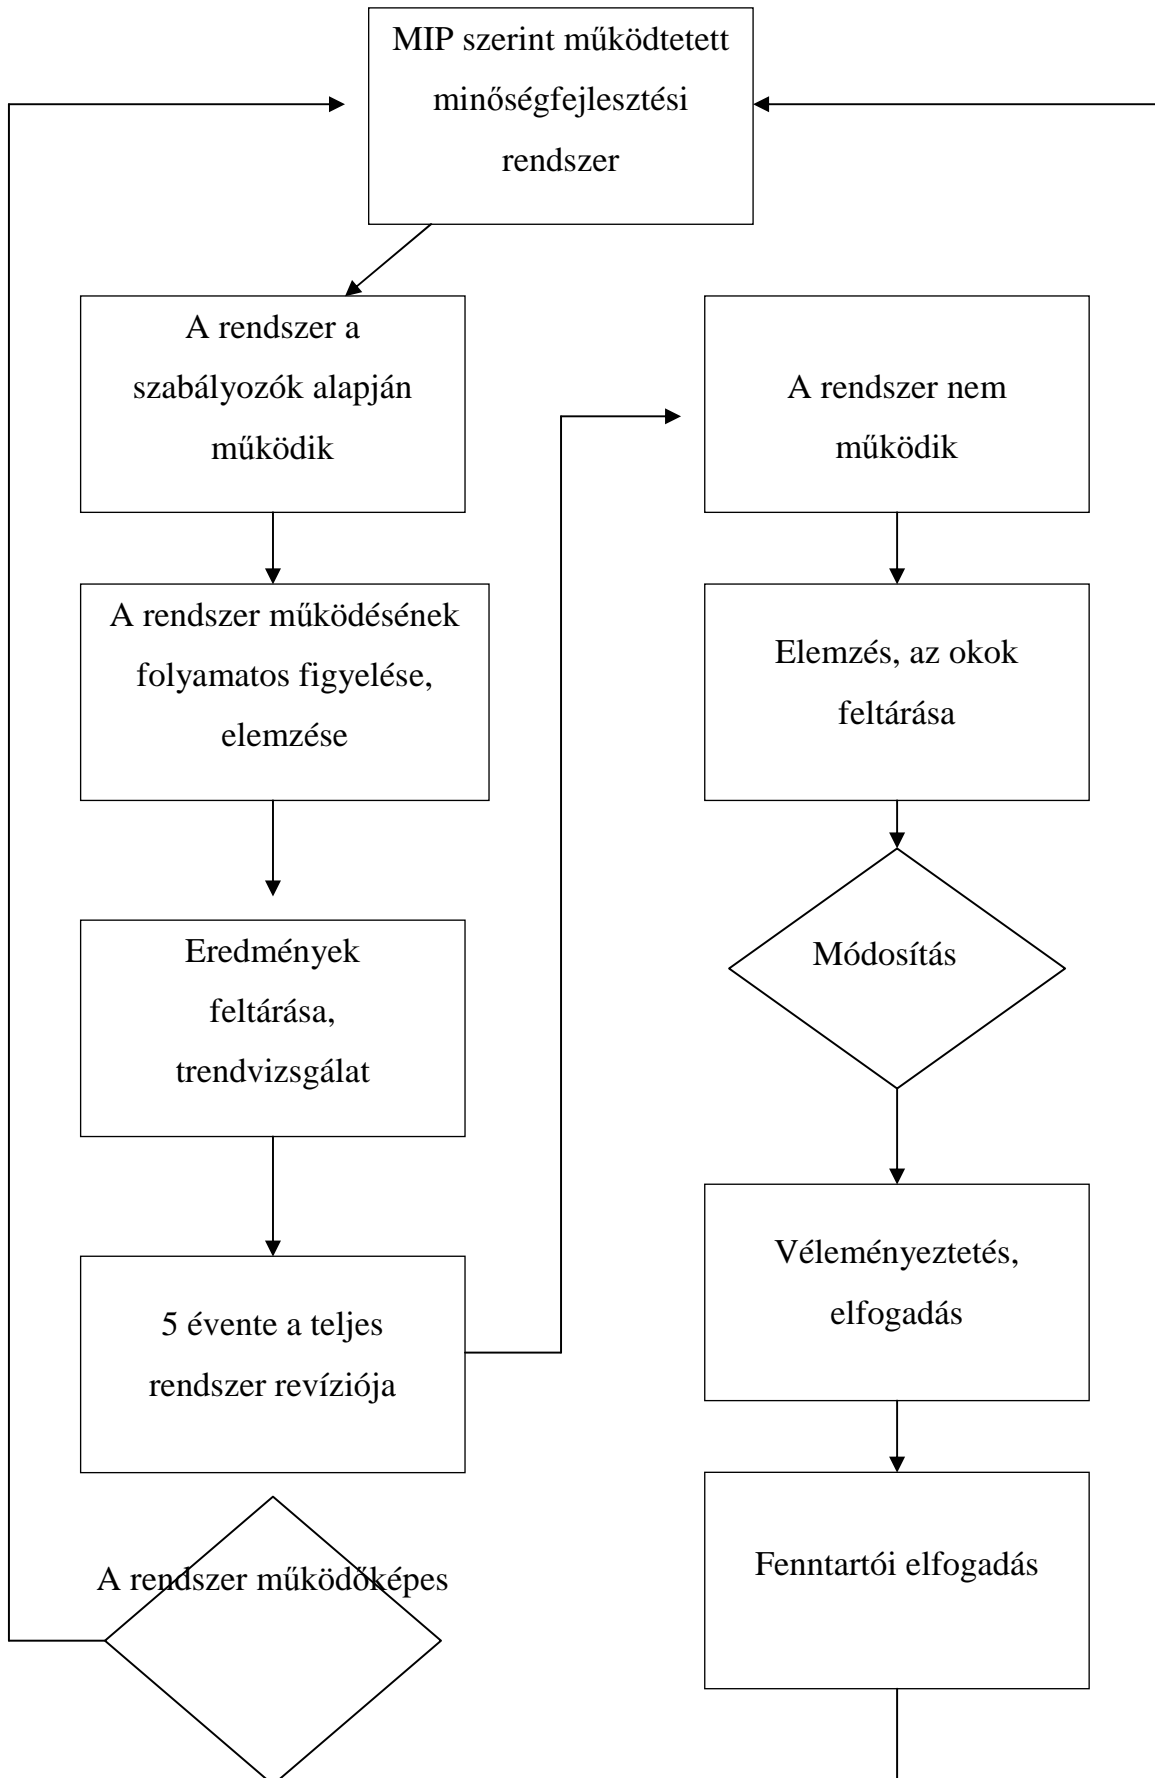 MIP szerint működtetett
minőségfejlesztési
rendszer
A rendszer a
szabályozók alapján
működik
A rendszer működésének
folyamatos figyelése,
elemzése
Eredmények
feltárása,
trendvizsgálat
5 évente a teljes
rendszer revíziója
A rendszer működőképes
A rendszer nem
működik
Elemzés, az okok
feltárása
Módosítás
Véleményeztetés,
elfogadás
Fenntartói elfogadás